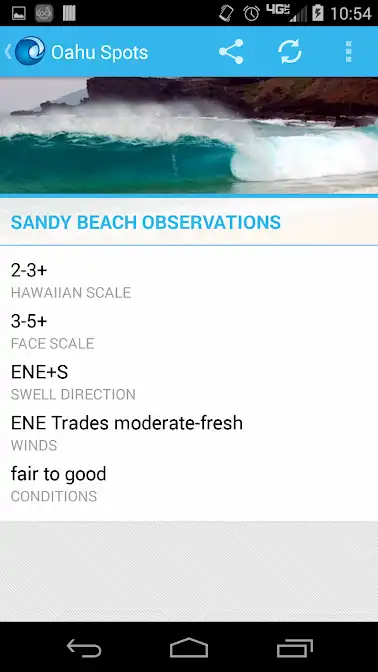 4G LTE 10:54
Oahu Spots
SANDY BEACH OBSERVATIONS
2-3+
HAWAIIAN SCALE
3-5+
FACE SCALE
ENE+S
SWELL DIRECTION
ENE Trades moderate-fresh
WINDS
fair to good
CONDITIONS